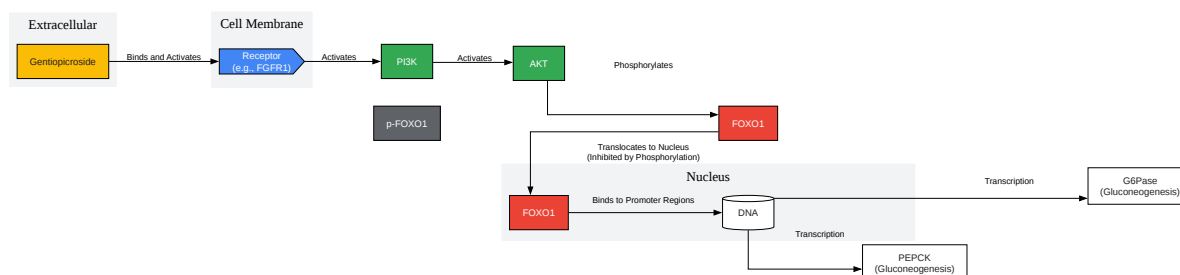 Extracellular
Cell Membrane
Gentiopicroside
Binds and Activates
Receptor
(e.g., FGFR1)
Activates
PI3K
Activates
AKT
Phosphorylates
p-FOXO1
FOXO1
Translocates to Nucleus
(Inhibited by Phosphorylation)
Nucleus
FOXO1
Binds to Promoter Regions
DNA
Transcription
G6Pase
(Gluconeogenesis)
Transcription
PEPCK
(Gluconeogenesis)